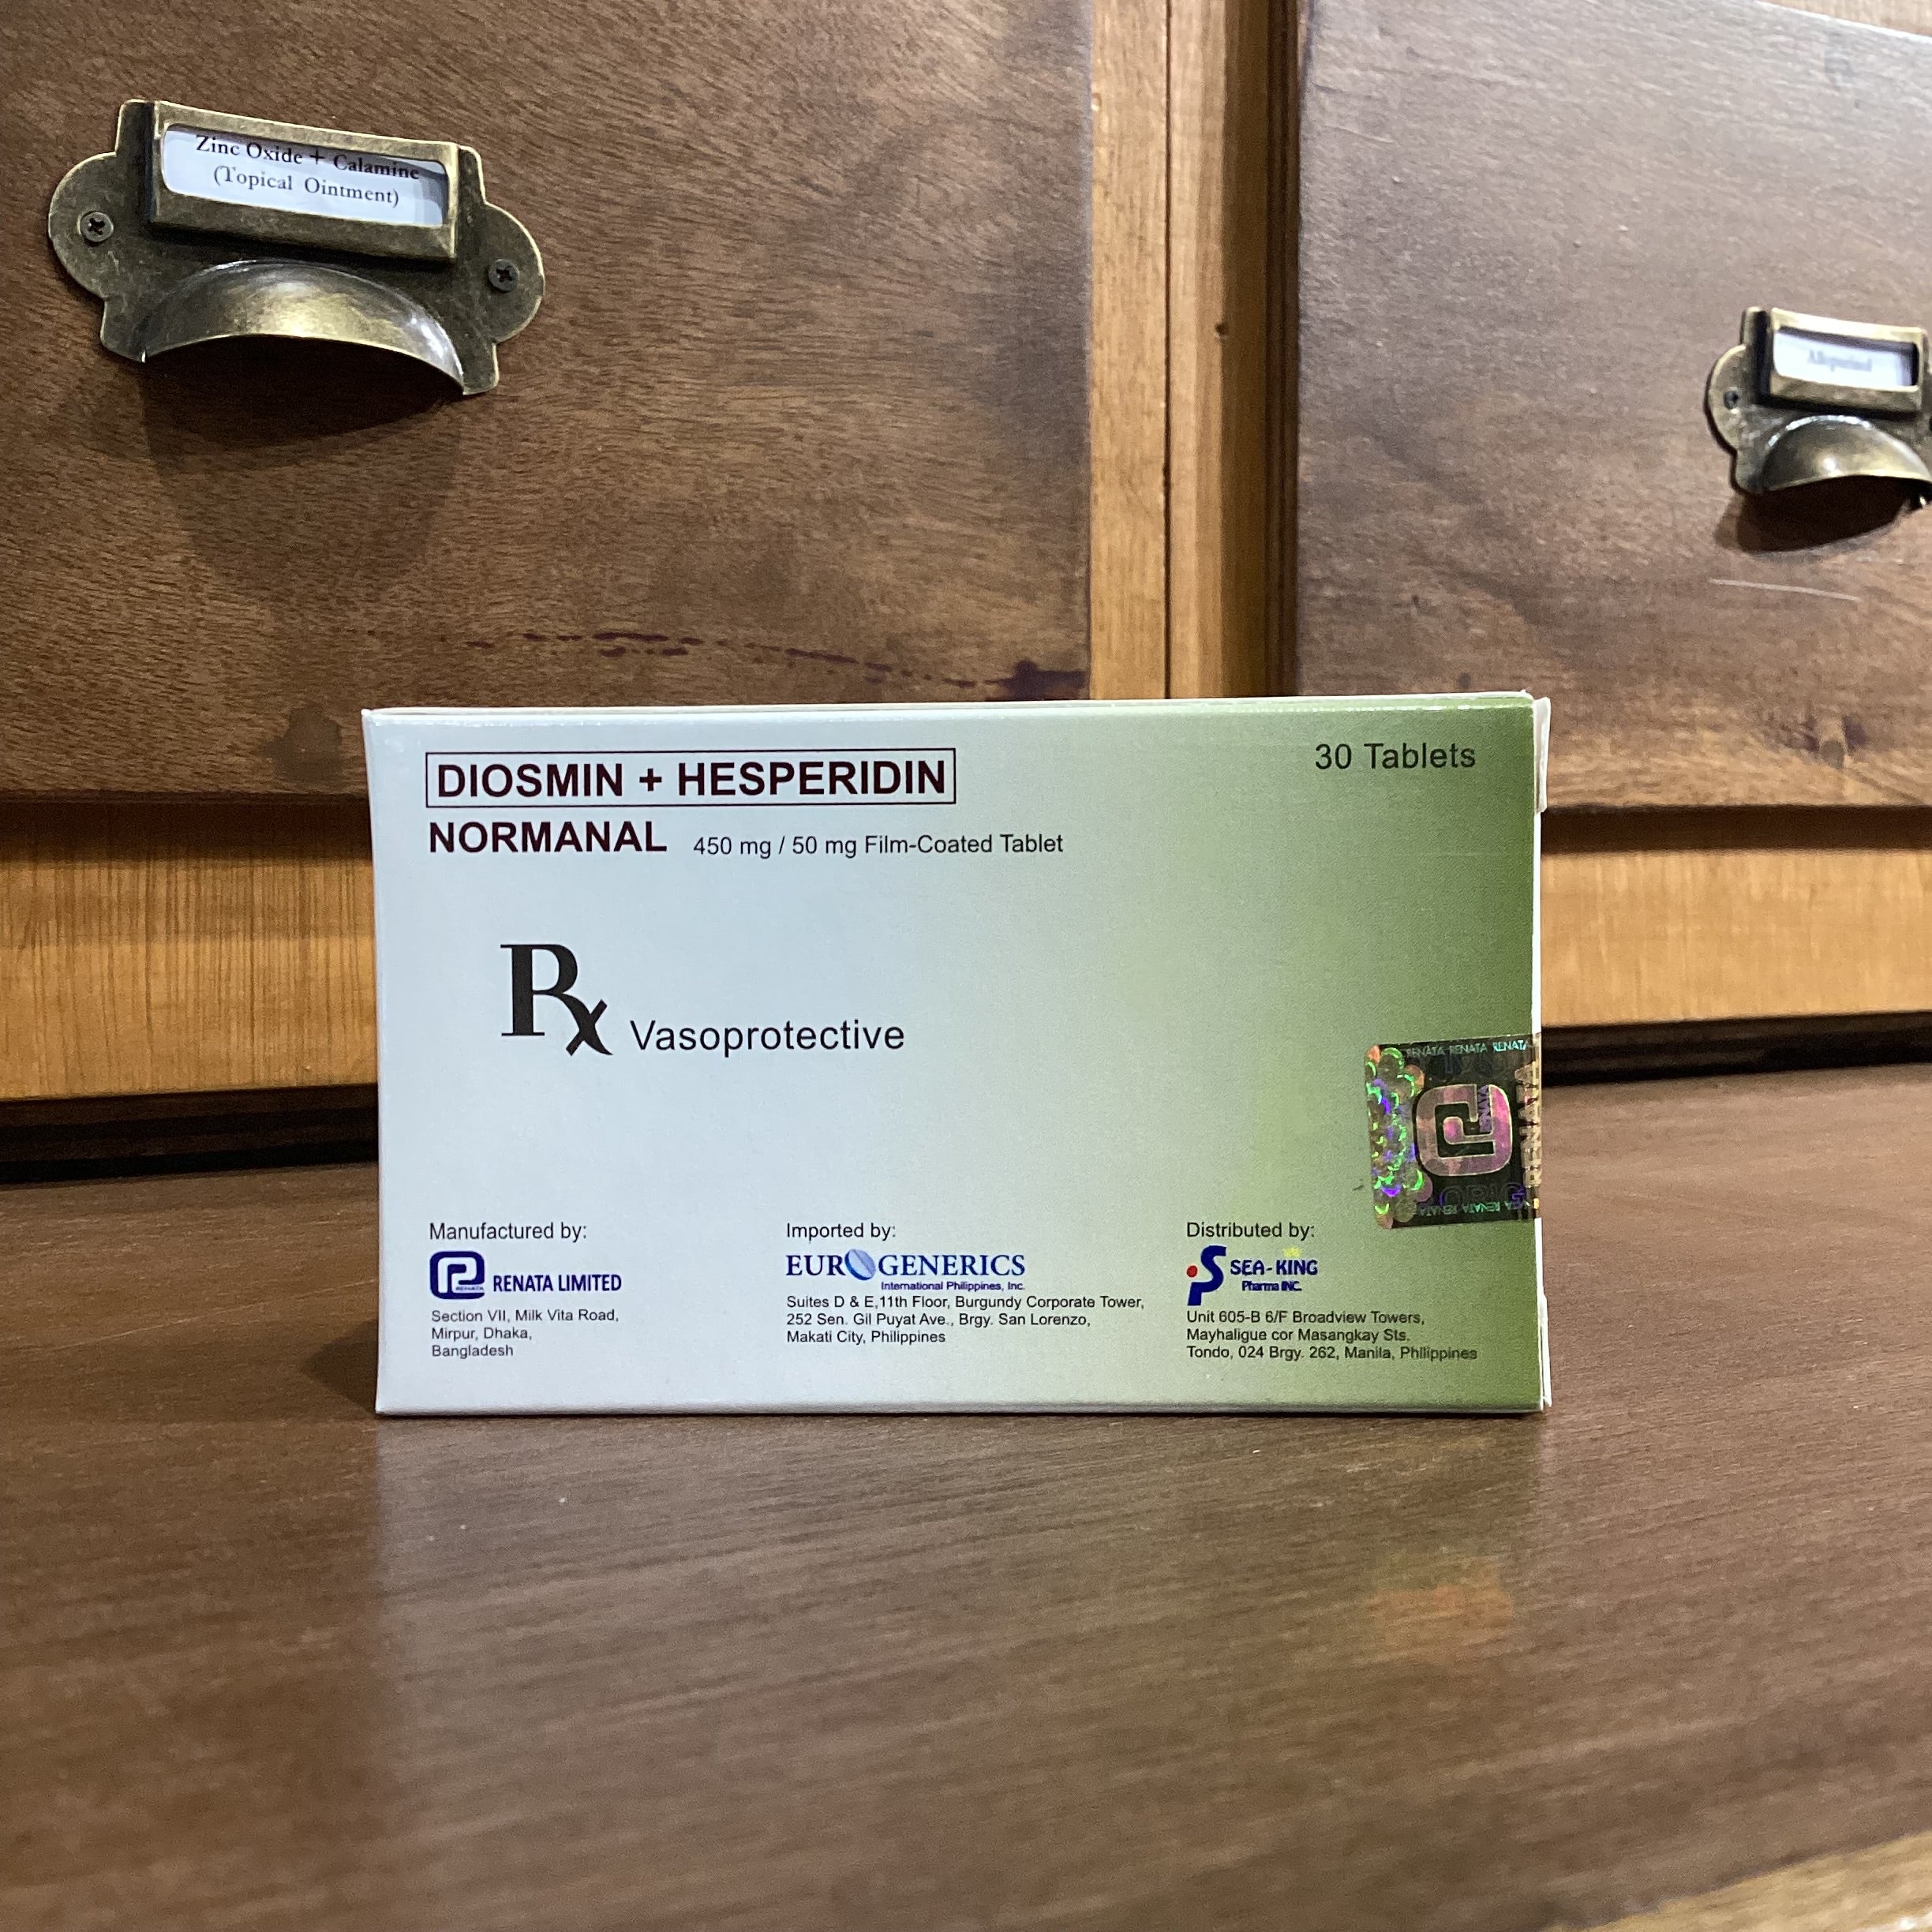 Zinc Oxide + Calamine
(Topical Ointment)
30 Tablets
DIOSMIN + HESPERIDIN
NORMANAL 450 mg / 50 mg Film-Coated Tablet
Rx Vasoprotective
RENATA RENATA RENATA
RENATA
Manufactured by:
RENATA LIMITED
Section VII, Milk Vita Road,
Mirpur, Dhaka,
Bangladesh
Imported by:
EUROGENERICS
International Philippines, Inc.
Suites D & E,11th Floor, Burgundy Corporate Tower,
252 Sen. Gil Puyat Ave., Brgy. San Lorenzo,
Makati City, Philippines
Distributed by:
SEA-KING
Pharma INC.
Unit 605-B 6/F Broadview Towers,
Mayhaligue cor Masangkay Sts.
Tondo, 024 Brgy. 262, Manila, Philippines